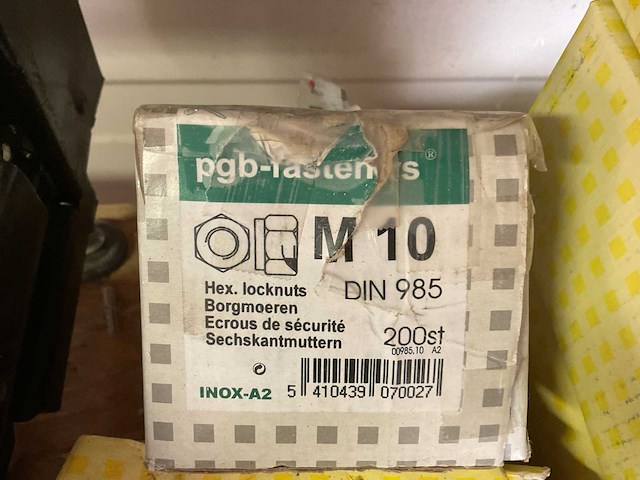 pgb-fasteners®
M 10
DIN 985
Hex. locknuts
Borgmoeren
Ecrous de sécurité
Sechskantmuttern
200st
00985.10 A2
INOX-A2
5 410439 070027